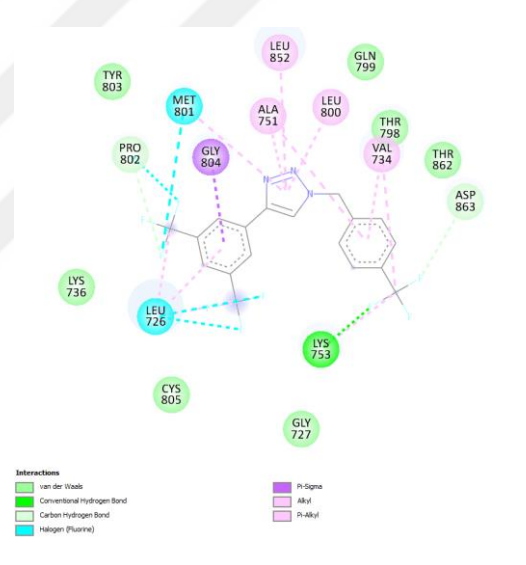 LEU
852
GLN
799
TYR
803
MET
801
ALA
751
LEU
800
THR
798
PRO
802
GLY
804
VAL
734
THR
862
ASP
863
N
N
N
LYS
736
LEU
726
LYS
753
CYS
805
GLY
727
Interactions
van der Waals
Conventional Hydrogen Bond
Carbon Hydrogen Bond
Halogen (Fluorine)
Pi-Sigma
Alkyl
Pi-Alkyl